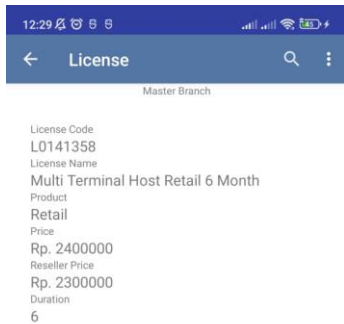 12:29
License
Master Branch
License Code
L0141358
License Name
Multi Terminal Host Retail 6 Month
Product
Retail
Price
Rp. 2400000
Reseller Price
Rp. 2300000
Duration
6